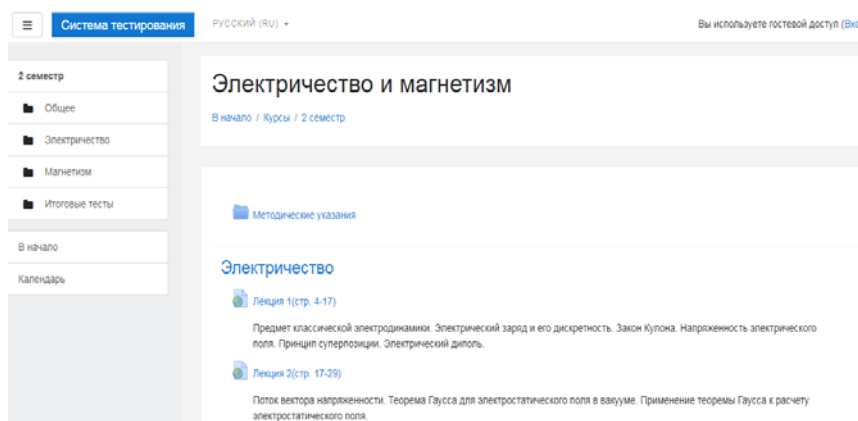 Система тестирования
РУССКИЙ (RU)
Вы используете гостевой доступ (Вхо
2 семестр
Общее
Электричество
Магнетизм
Итоговые тесты
В начало
Календарь
Электричество и магнетизм
В начало / Курсы / 2 семестр
Методические указания
Электричество
Лекция 1(стр. 4-17)
Предмет классической электродинамики. Электрический заряд и его дискретность. Закон Кулона. Напряженность электрического
поля. Принцип суперпозиции. Электрический диполь.
Лекция 2(стр. 17-29)
Поток вектора напряженности. Теорема Гаусса для электростатического поля в вакууме. Применение теоремы Гаусса к расчету
электростатического поля.